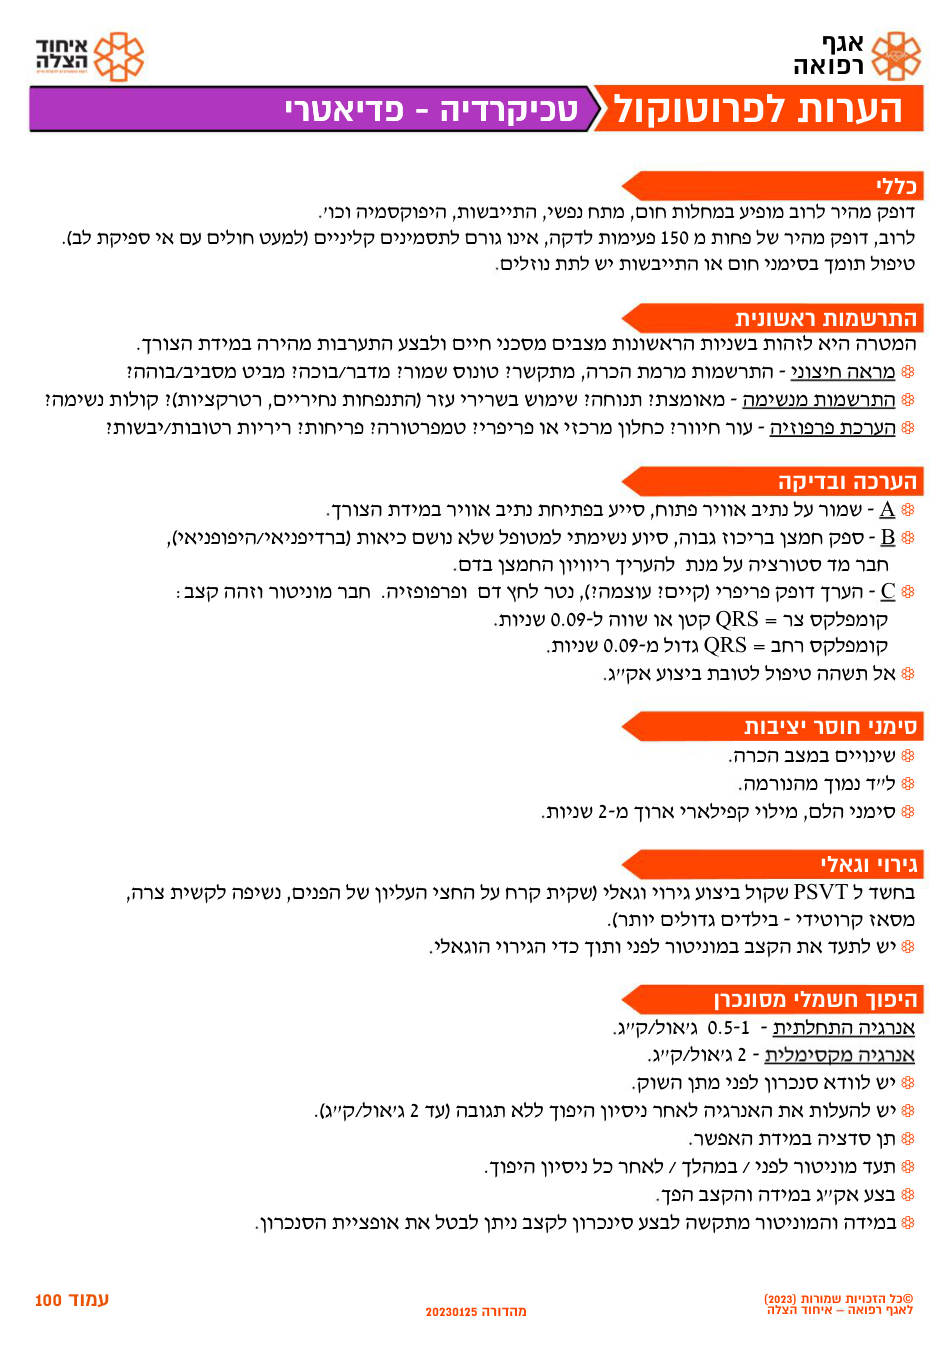 אגף
רפואה
איחוד
הצלה
הערות לפרוטוקול
טכיקרדיה - פדיאטרי
כללי
דופק מהיר לרוב מופיע במחלות חום, מתח נפשי, התייבשות, היפוקסמיה וכו'.
לרוב, דופק מהיר של פחות מ 150 פעימות לדקה, אינו גורם לתסמינים קליניים (למעט חולים עם אי ספיקת לב).
טיפול תומך בסימני חום או התייבשות יש לתת נוזלים.
התרשמות ראשונית
המטרה היא לזהות בשניות הראשונות מצבים מסכני חיים ולבצע התערבות מהירה במידת הצורך.
מראה חיצוני - התרשמות מרמת הכרה, מתקשר? טונוס שמור? מדבר/בוכה? מביט מסביב/בוהה?
התרשמות מנשימה - מאומצת? תנוחה? שימוש בשרירי עזר (התנפחות נחיריים, רטרקציות)? קולות נשימה?
הערכת פרפוזיה - עור חיוור? כחלון מרכזי או פריפרי? טמפרטורה? פריחות? ריריות רטובות/יבשות?
הערכה ובדיקה
A - שמור על נתיב אוויר פתוח, סייע בפתיחת נתיב אוויר במידת הצורך.
B - ספק חמצן בריכוז גבוה, סיוע נשימתי למטופל שלא נושם כיאות (ברדיפניאי/היפופניאי),
חבר מד סטורציה על מנת להעריך ריוויון החמצן בדם.
C - הערך דופק פריפרי (קיים? עוצמה?), נטר לחץ דם ופרפופזיה. חבר מוניטור וזהה קצב:
קומפלקס צר = QRS קטן או שווה ל-0.09 שניות.
קומפלקס רחב = QRS גדול מ-0.09 שניות.
אל תשהה טיפול לטובת ביצוע אק"ג.
סימני חוסר יציבות
שינויים במצב הכרה.
ל"ד נמוך מהנורמה.
סימני הלם, מילוי קפילארי ארוך מ-2 שניות.
גירוי וגאלי
בחשד ל PSVT שקול ביצוע גירוי וגאלי (שקית קרח על החצי העליון של הפנים, נשיפה לקשית צרה,
מסאז קרוטידי - בילדים גדולים יותר).
יש לתעד את הקצב במוניטור לפני ותוך כדי הגירוי הוגאלי.
היפוך חשמלי מסונכרן
אנרגיה התחלתית - 0.5-1 ג'אול/ק"ג.
אנרגיה מקסימלית - 2 ג'אול/ק"ג.
יש לוודא סנכרון לפני מתן השוק.
יש להעלות את האנרגיה לאחר ניסיון היפוך ללא תגובה (עד 2 ג'אול/ק"ג).
תן סדציה במידת האפשר.
תעד מוניטור לפני / במהלך / לאחר כל ניסיון היפוך.
בצע אק"ג במידה והקצב הפך.
במידה והמוניטור מתקשה לבצע סינכרון לקצב ניתן לבטל את אופציית הסנכרון.
©כל הזכויות שמורות (2023)
לאגף רפואה – איחוד הצלה
מהדורה 20230125
עמוד 100